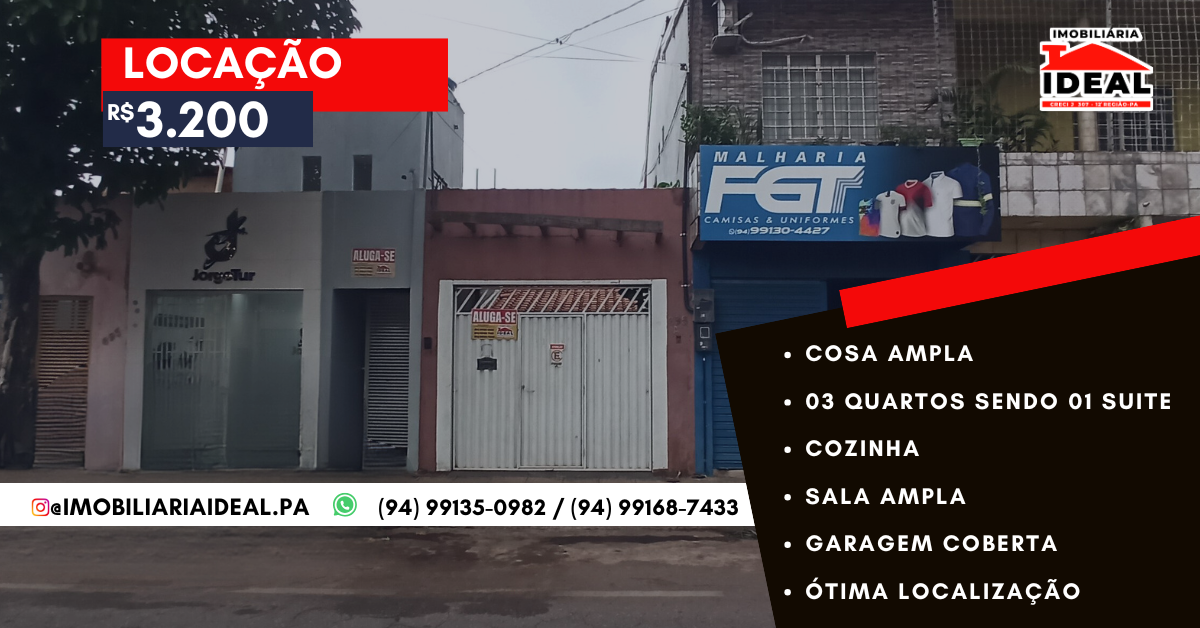 LOCAÇÃO
R$3.200
IMOBILIÁRIA
IDEAL
MALHARIA
FGT
CAMISAS & UNIFORMES
(94)99130-4427
JorgeTur
ALUGA-SE
ALUGA-SE
IDEAL
E
• COSA AMPLA
• 03 QUARTOS SENDO 01 SUITE
• COZINHA
• SALA AMPLA
• GARAGEM COBERTA
• ÓTIMA LOCALIZAÇÃO
@IMOBILIARIAIDEAL.PA (94) 99135-0982 / (94) 99168-7433